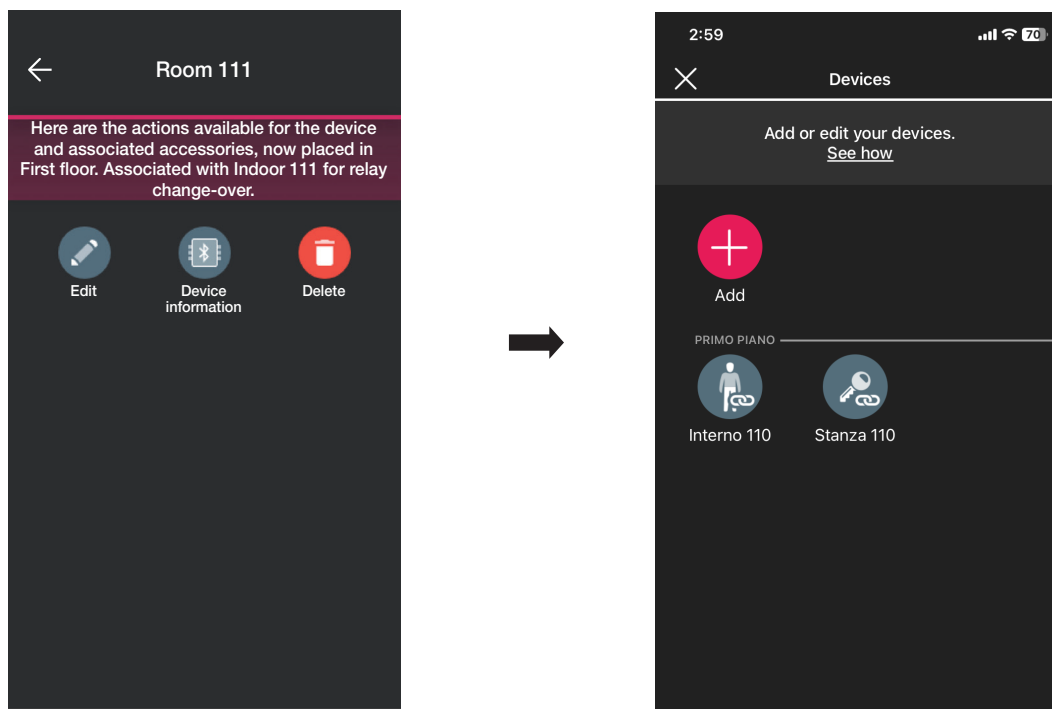 Room 111
Here are the actions available for the device
and associated accessories, now placed in
First floor. Associated with Indoor 111 for relay
change-over.
Edit
Device
information
Delete
2:59
70
Devices
Add or edit your devices.
See how
Add
PRIMO PIANO
Interno 110
Stanza 110